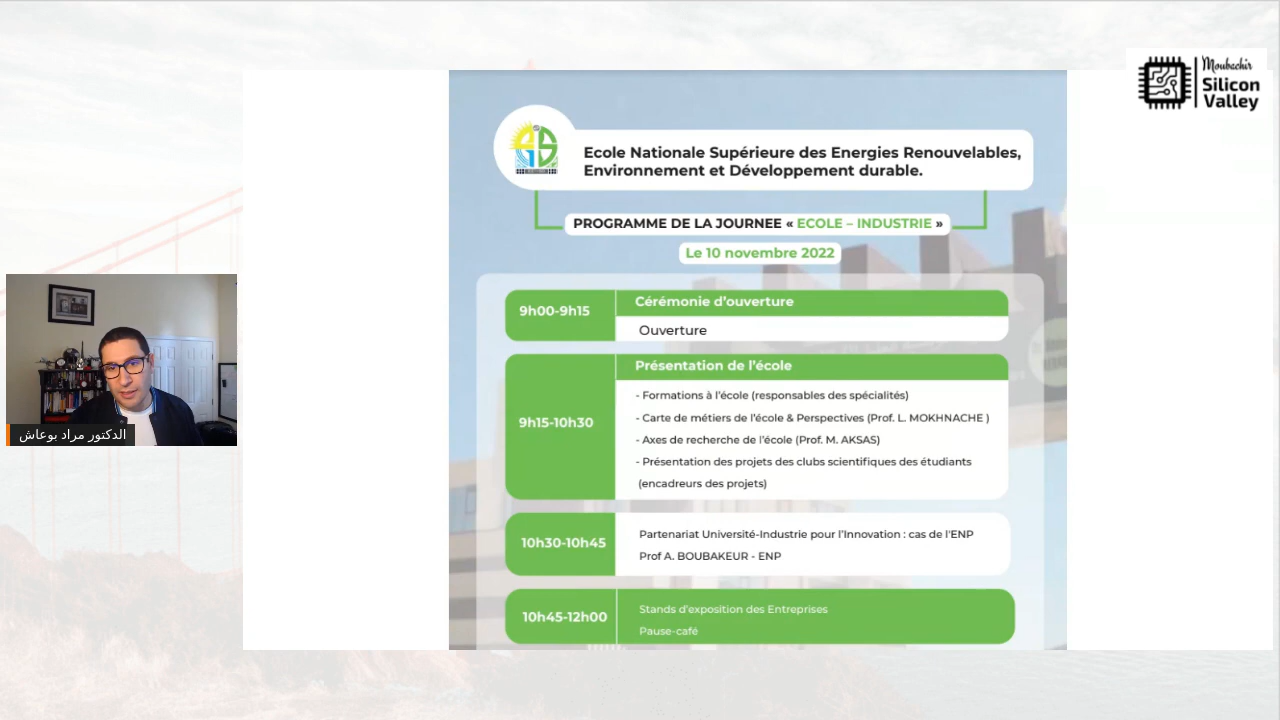 Moubachir
Silicon
Valley
Ecole Nationale Supérieure des Energies Renouvelables,
Environnement et Développement durable.
PROGRAMME DE LA JOURNEE « ECOLE – INDUSTRIE »
Le 10 novembre 2022
9h00-9h15
Cérémonie d'ouverture
Ouverture
9h15-10h30
Présentation de l'école
- Formations à l'école (responsables des spécialités)
- Carte de métiers de l'école & Perspectives (Prof. L. MOKHNACHE )
- Axes de recherche de l'école (Prof. M. AKSAS)
- Présentation des projets des clubs scientifiques des étudiants
(encadreurs des projets)
10h30-10h45
Partenariat Université-Industrie pour l'Innovation : cas de l'ENP
Prof A. BOUBAKEUR - ENP
10h45-12h00
Stands d'exposition des Entreprises
Pause-café
الدكتور مراد بوعاش